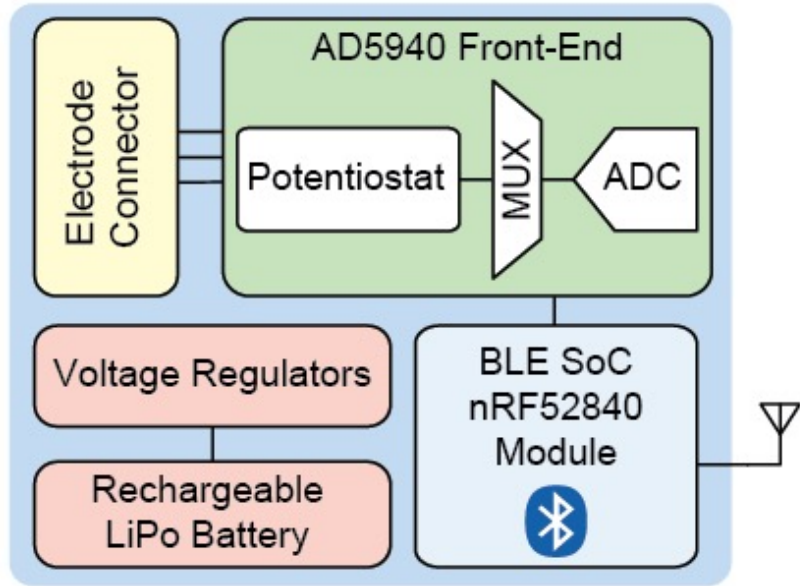 AD5940 Front-End
Electrode
Connector
Potentiostat
MUX
ADC
Voltage Regulators
BLE SoC
nRF52840
Module
Rechargeable
LiPo Battery